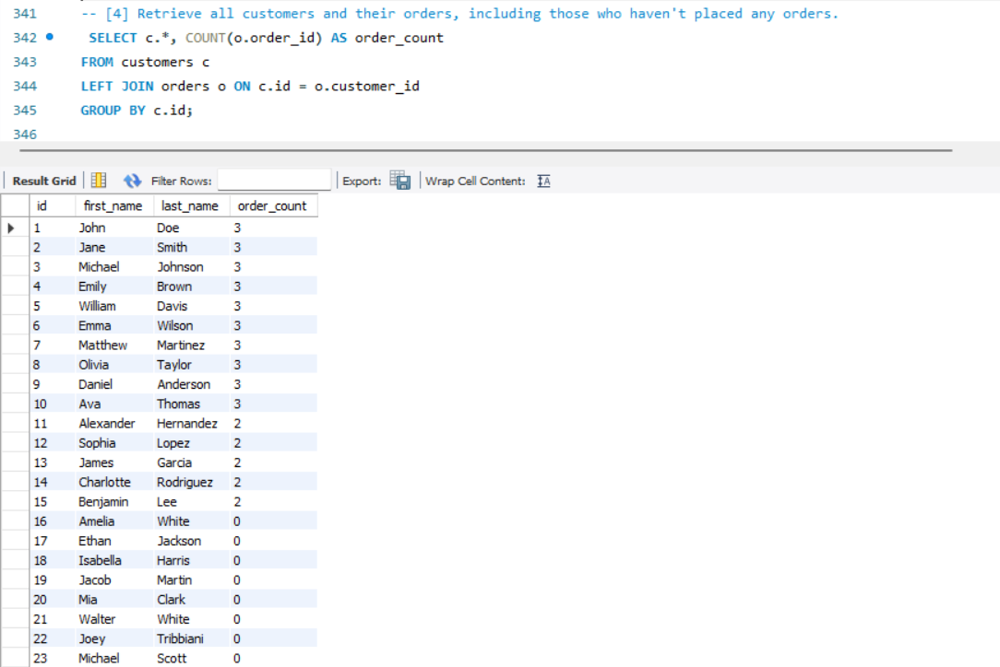 341 -- [4] Retrieve all customers and their orders, including those who haven't placed any orders.
342 SELECT c.*, COUNT(o.order_id) AS order_count
343 FROM customers c
344 LEFT JOIN orders o ON c.id = o.customer_id
345 GROUP BY c.id;
346
Result Grid Filter Rows: Export: Wrap Cell Content: IA
id first_name last_name order_count
1 John Doe 3
2 Jane Smith 3
3 Michael Johnson 3
4 Emily Brown 3
5 William Davis 3
6 Emma Wilson 3
7 Matthew Martinez 3
8 Olivia Taylor 3
9 Daniel Anderson 3
10 Ava Thomas 3
11 Alexander Hernandez 2
12 Sophia Lopez 2
13 James Garcia 2
14 Charlotte Rodriguez 2
15 Benjamin Lee 2
16 Amelia White 0
17 Ethan Jackson 0
18 Isabella Harris 0
19 Jacob Martin 0
20 Mia Clark 0
21 Walter White 0
22 Joey Tribbiani 0
23 Michael Scott 0